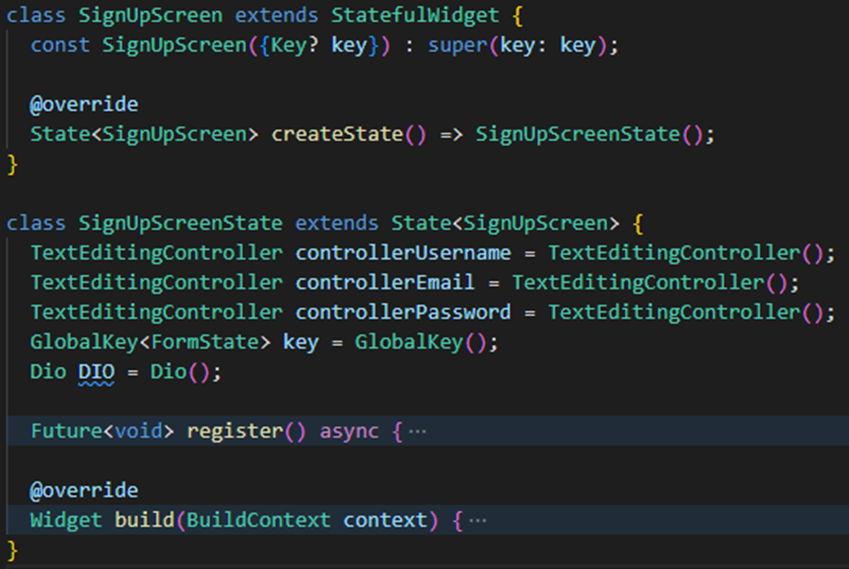 class SignUpScreen extends StatefulWidget {
const SignUpScreen({Key? key}) : super(key: key);
@override
State<SignUpScreen> createState() => SignUpScreenState();
}
class SignUpScreenState extends State<SignUpScreen> {
TextEditingController controllerUsername = TextEditingController();
TextEditingController controllerEmail = TextEditingController();
TextEditingController controllerPassword = TextEditingController();
GlobalKey<FormState> key = GlobalKey();
Dio DIO = Dio();
Future<void> register() async { ···
@override
Widget build(BuildContext context) { ···
}